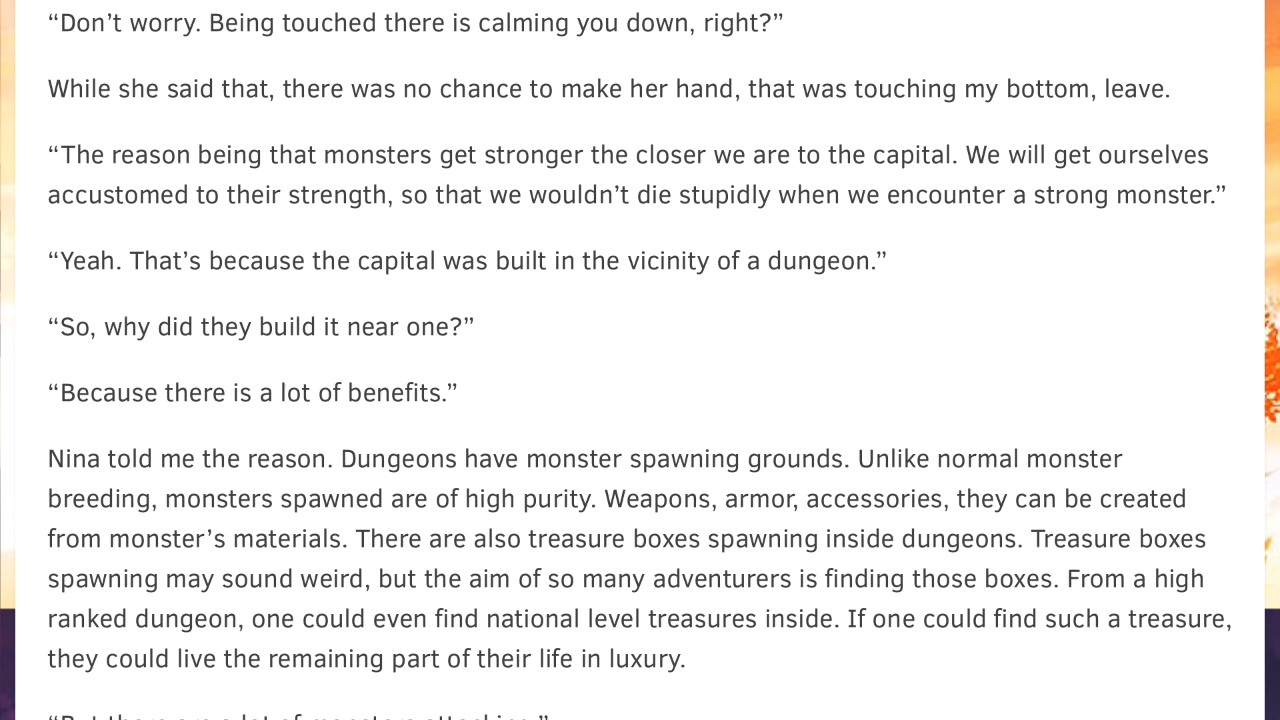 “Don’t worry. Being touched there is calming you down, right?”
While she said that, there was no chance to make her hand, that was touching my bottom, leave.
“The reason being that monsters get stronger the closer we are to the capital. We will get ourselves
accustomed to their strength, so that we wouldn’t die stupidly when we encounter a strong monster.”
“Yeah. That’s because the capital was built in the vicinity of a dungeon.”
“So, why did they build it near one?”
“Because there is a lot of benefits.”
Nina told me the reason. Dungeons have monster spawning grounds. Unlike normal monster
breeding, monsters spawned are of high purity. Weapons, armor, accessories, they can be created
from monster’s materials. There are also treasure boxes spawning inside dungeons. Treasure boxes
spawning may sound weird, but the aim of so many adventurers is finding those boxes. From a high
ranked dungeon, one could even find national level treasures inside. If one could find such a treasure,
they could live the remaining part of their life in luxury.